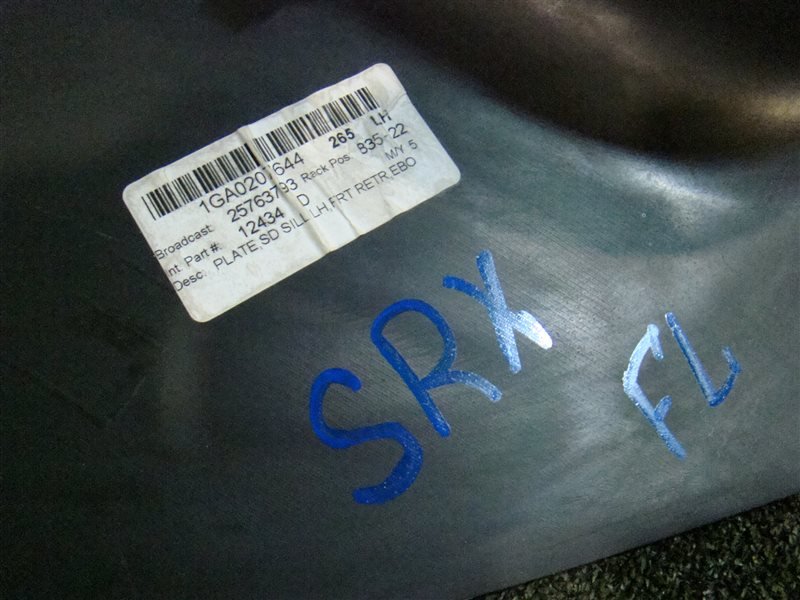 265 LH
1GA0201644
Broadcast: 25763793 Rack Pos. 835-22
nt. Part #: 12434 D M/Y 5
Desc: PLATE,SD SILL LH,FRT RETR,EBO
SRX
FL